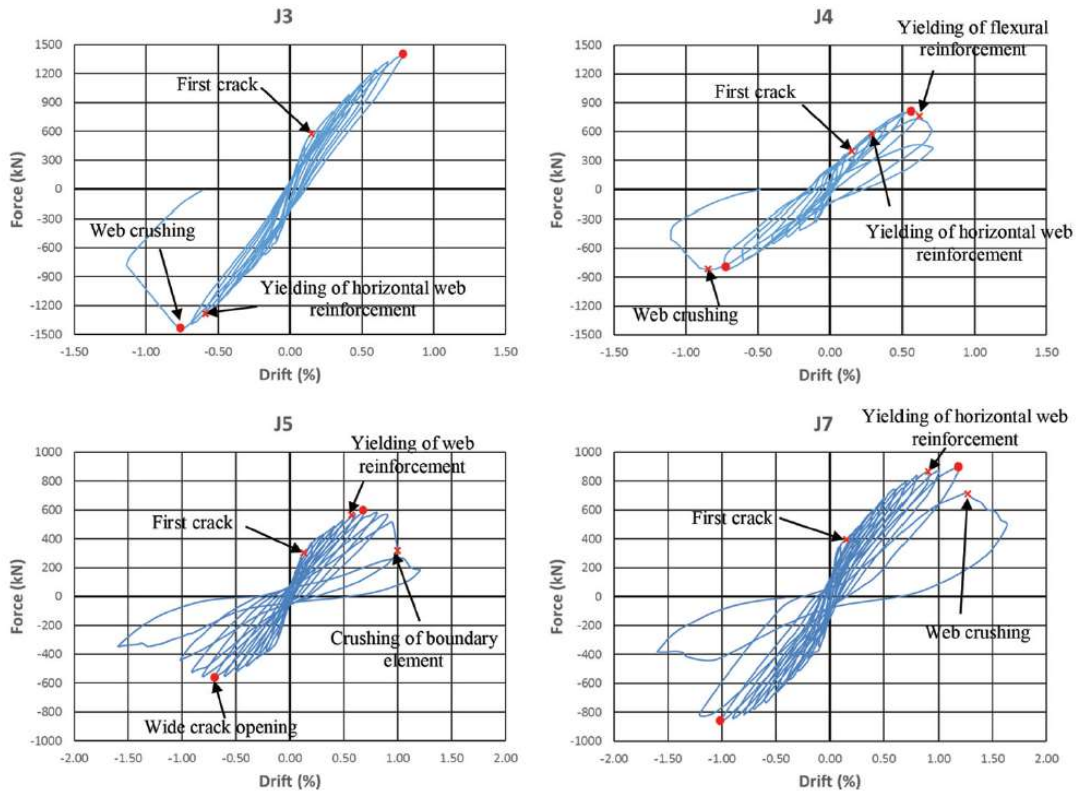 J3
1500
1200
900
600
300
0
-300
-600
-900
-1200
-1500
Force (kN)
First crack
Web crushing
Yielding of horizontal web
reinforcement
-1.50 -1.00 -0.50 0.00 0.50 1.00 1.50
Drift (%)
J4
Yielding of flexural
reinforcement
1500
1200
900
600
300
0
-300
-600
-900
-1200
-1500
Force (kN)
First crack
Yielding of horizontal web
reinforcement
Web crushing
-1.50 -1.00 -0.50 0.00 0.50 1.00 1.50
Drift (%)
J5
Yielding of web
reinforcement
1000
800
600
400
200
0
-200
-400
-600
-800
-1000
Force (kN)
First crack
Crushing of boundary
element
Wide crack opening
-2.00 -1.50 -1.00 -0.50 0.00 0.50 1.00 1.50 2.00
Drift (%)
J7
Yielding of horizontal web
reinforcement
1000
800
600
400
200
0
-200
-400
-600
-800
-1000
Force (kN)
First crack
Web crushing
-2.00 -1.50 -1.00 -0.50 0.00 0.50 1.00 1.50 2.00
Drift (%)